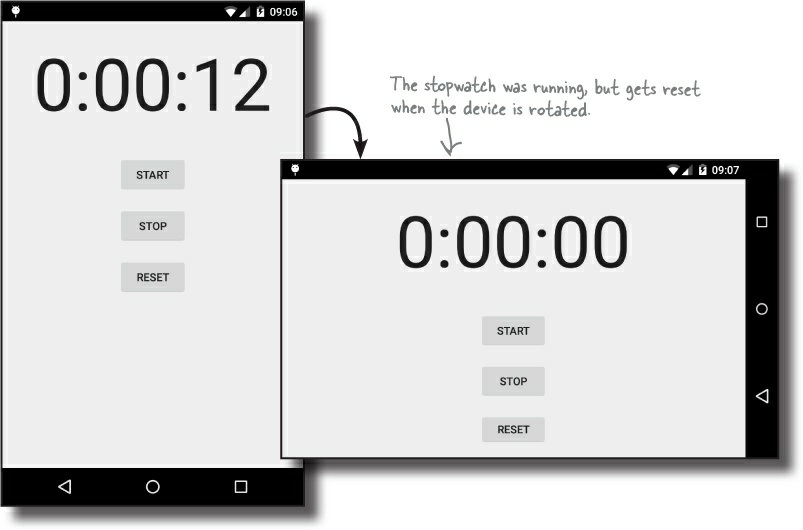 09:06
0:00:12
START
STOP
RESET
The stopwatch was running, but gets reset
when the device is rotated.
09:07
0:00:00
START
STOP
RESET